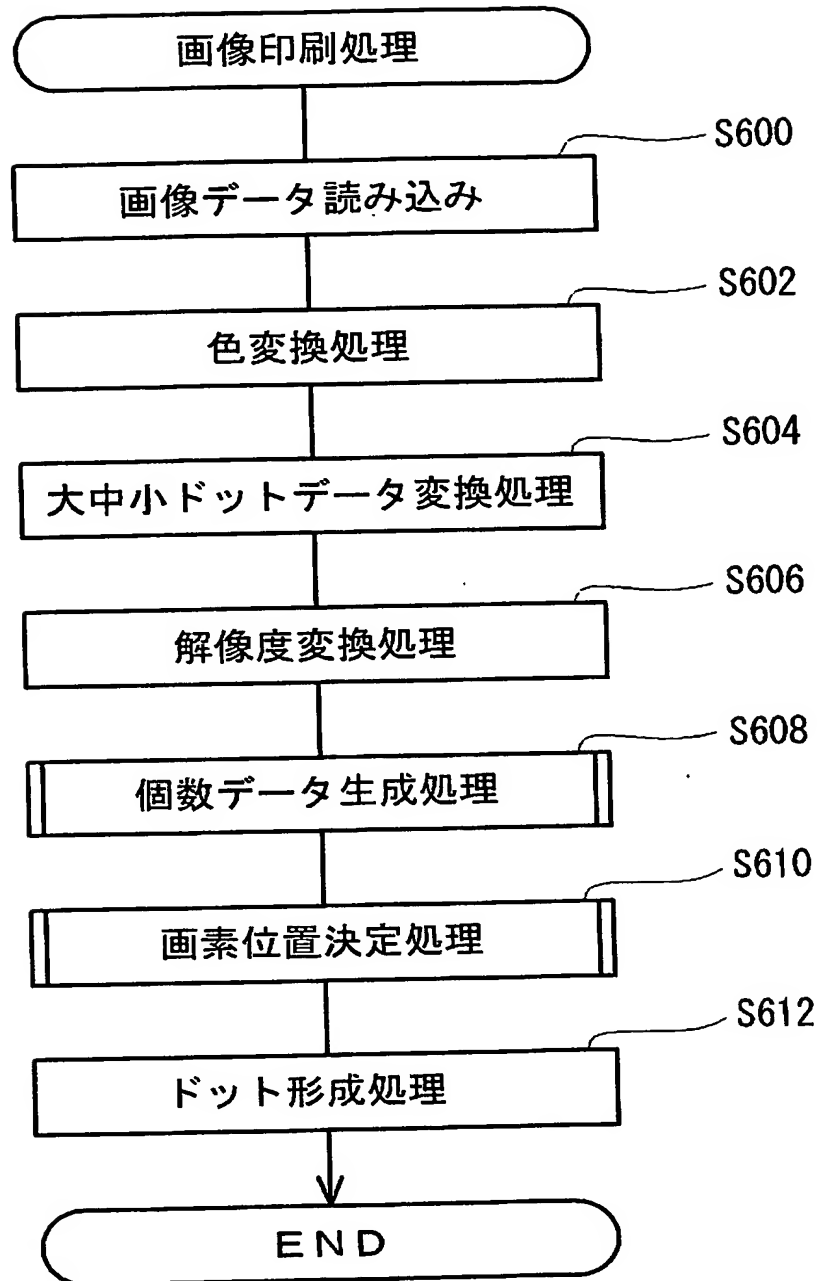 画像印刷処理
S600
画像データ読み込み
S602
色変換処理
S604
大中小ドットデータ変換処理
S606
解像度変換処理
S608
個数データ生成処理
S610
画素位置決定処理
S612
ドット形成処理
END